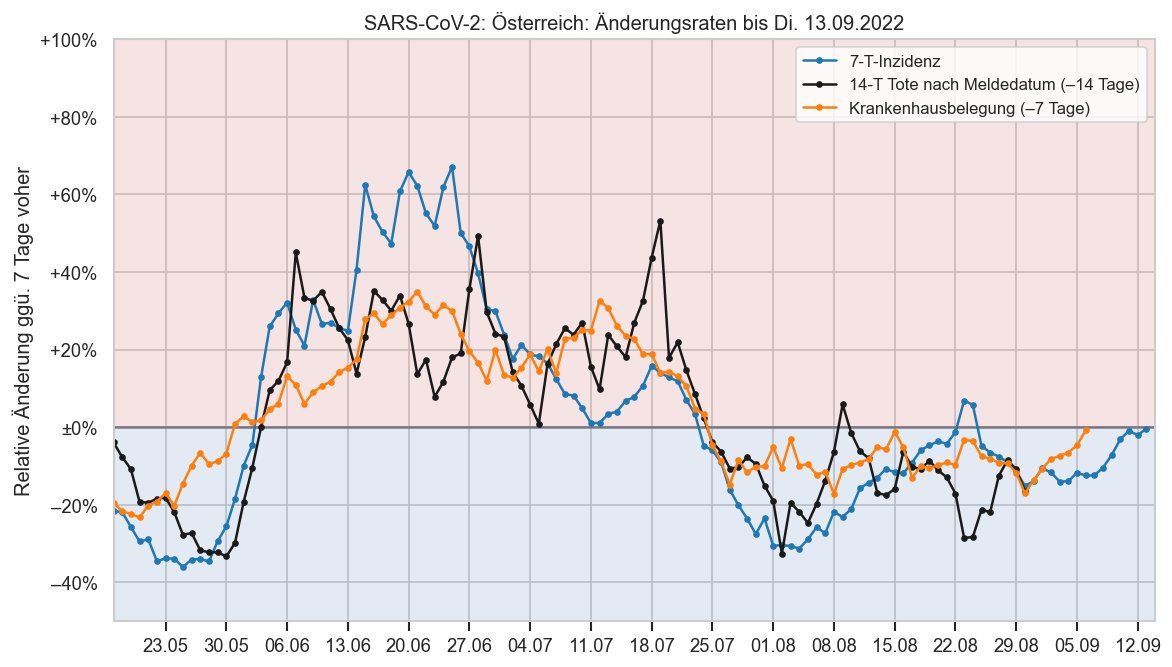 SARS-CoV-2: Österreich: Änderungsraten bis Di. 13.09.2022
+100%
+80%
+60%
+40%
+20%
±0%
–20%
–40%
Relative Änderung ggü. 7 Tage voher
7-T-Inzidenz
14-T Tote nach Meldedatum (–14 Tage)
Krankenhausbelegung (–7 Tage)
23.05 30.05 06.06 13.06 20.06 27.06 04.07 11.07 18.07 25.07 01.08 08.08 15.08 22.08 29.08 05.09 12.09